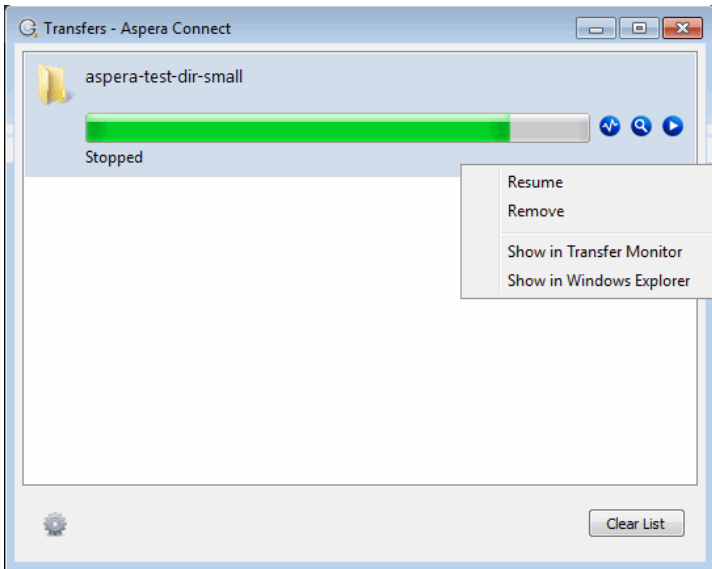 Transfers - Aspera Connect
aspera-test-dir-small
Stopped
Resume
Remove
Show in Transfer Monitor
Show in Windows Explorer
Clear List